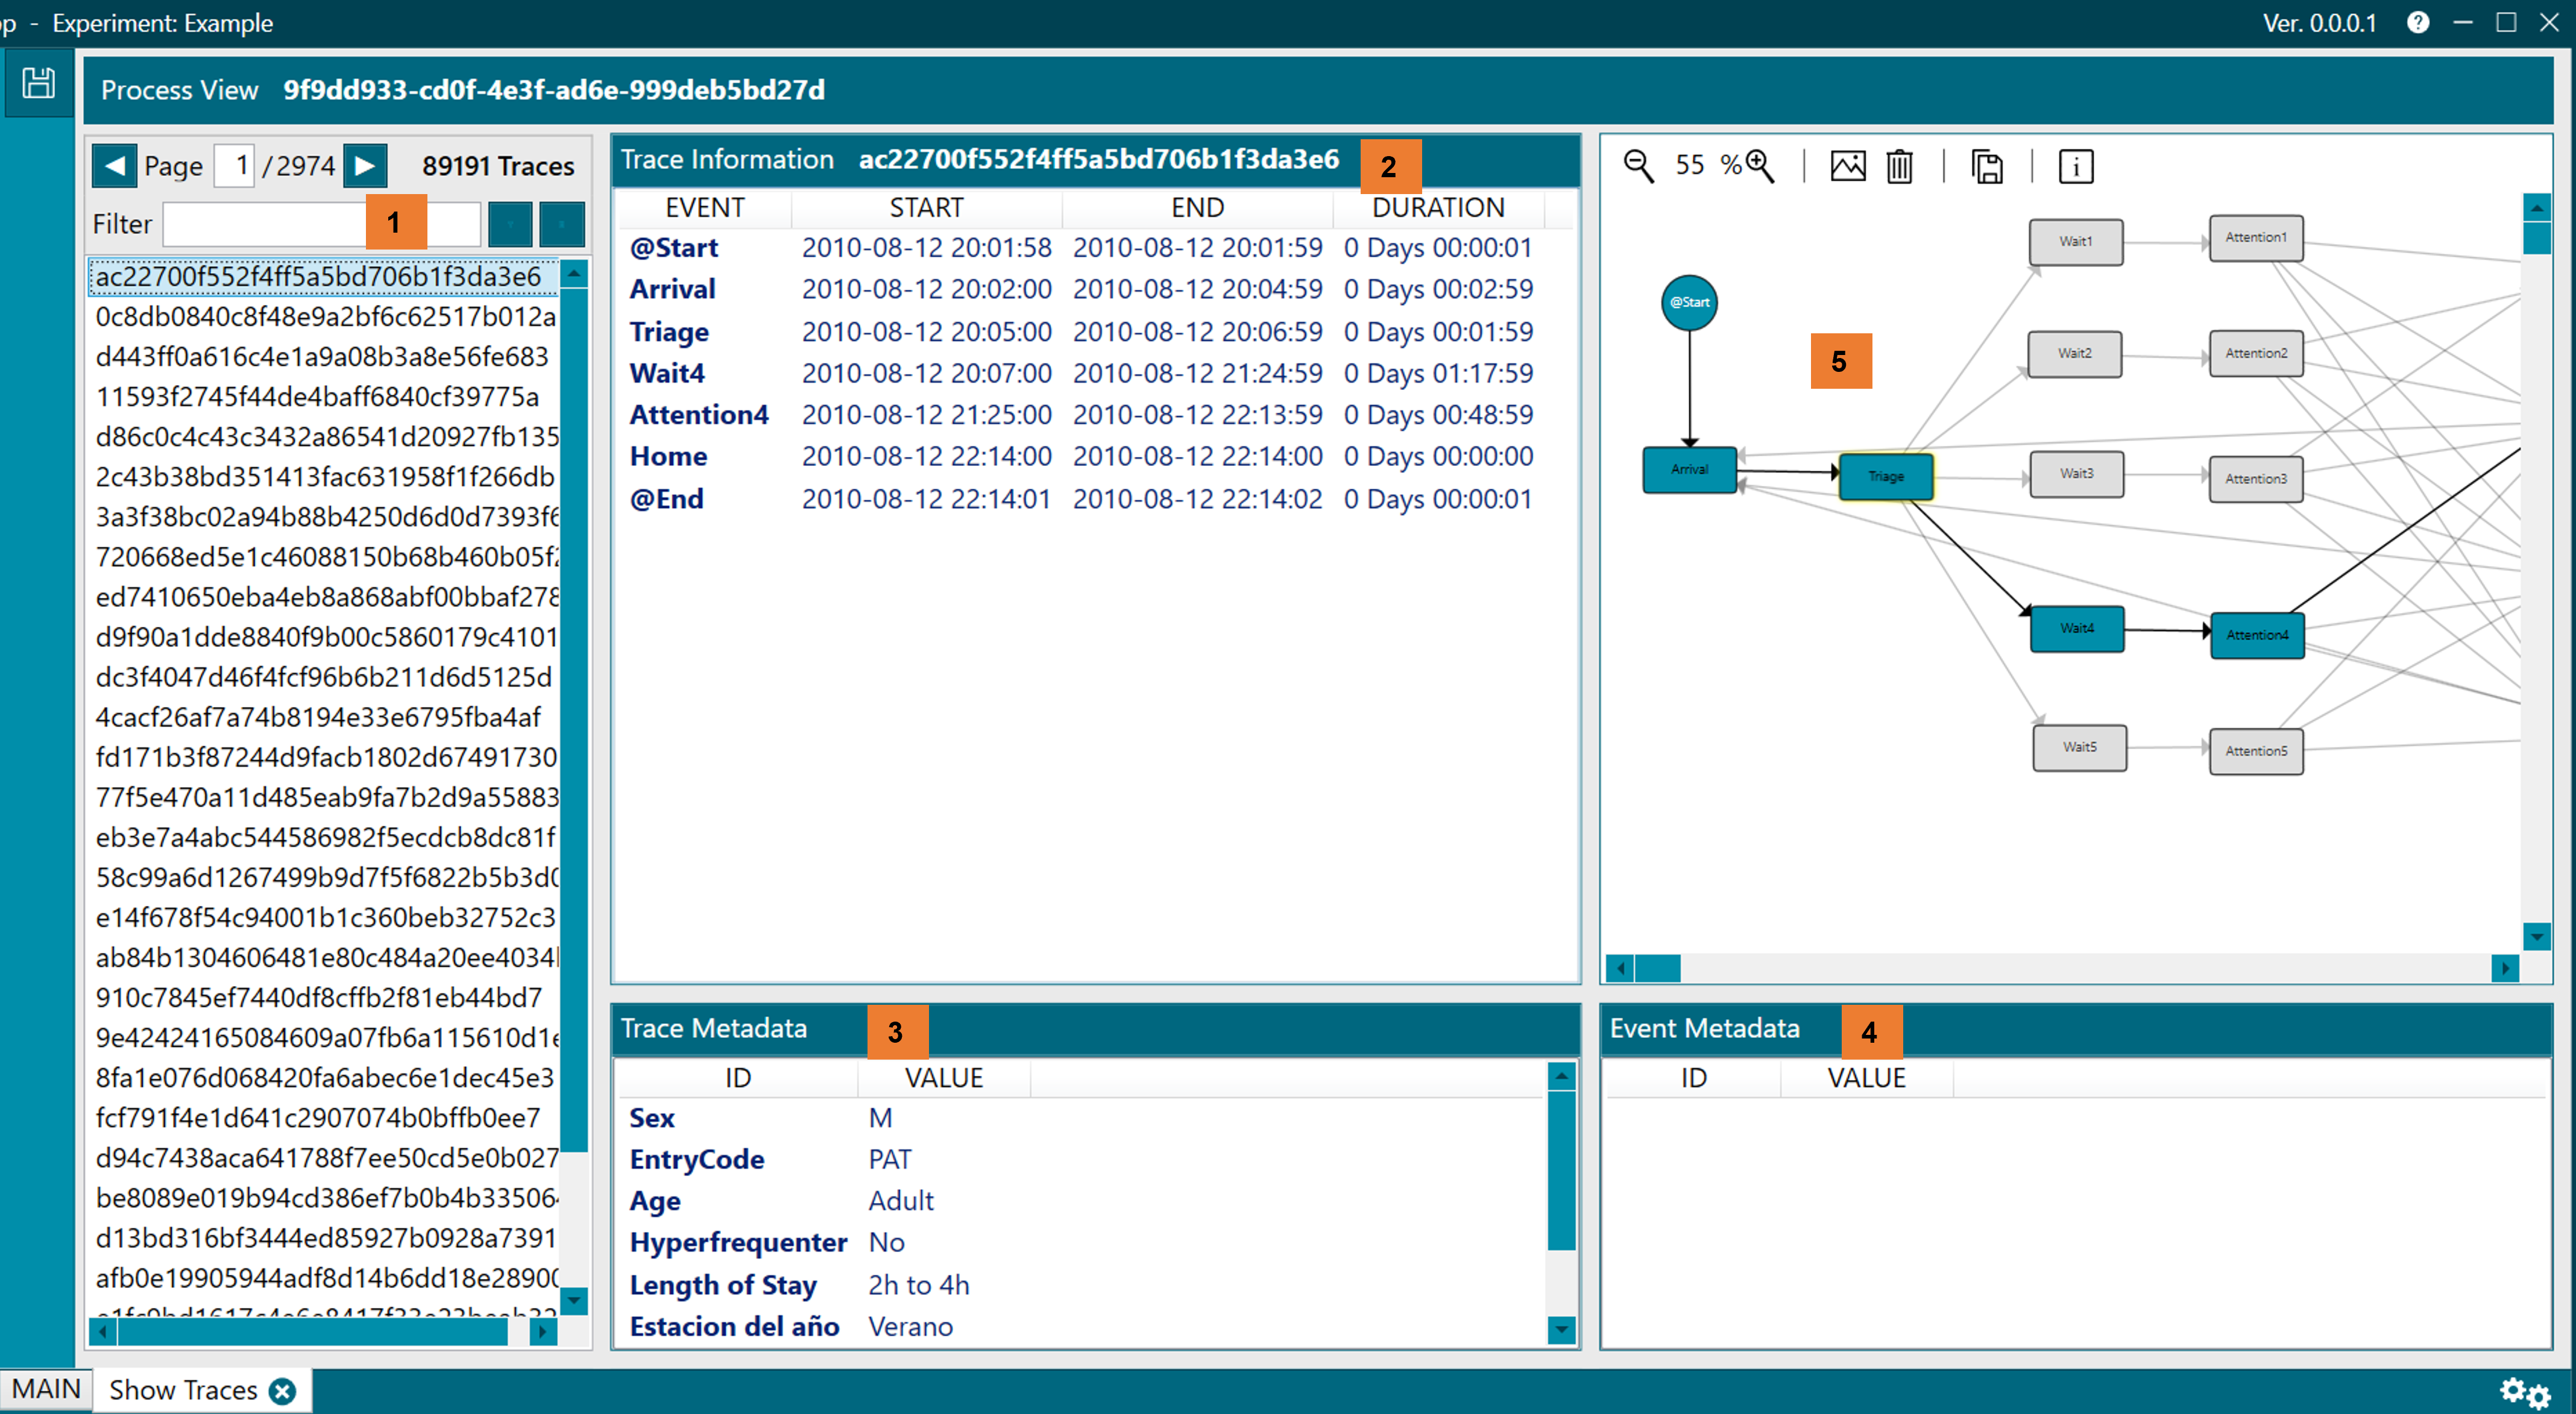 op - Experiment: Example
Ver. 0.0.0.1
Process View 9f9dd933-cd0f-4e3f-ad6e-999deb5bd27d
Page 1 / 2974 89191 Traces
Filter
1
ac22700f552f4ff5a5bd706b1f3da3e6
0c8db0840c8f48e9a2bf6c62517b012a
d443ff0a616c4e1a9a08b3a8e56fe683
11593f2745f44de4baff6840cf39775a
d86c0c4c43c3432a86541d20927fb135
2c43b38bd351413fac631958f1f266db
3a3f38bc02a94b88b4250d6d0d7393f6
720668ed5e1c46088150b68b460b05f2
ed7410650eba4eb8a868abf00bbaf278
d9f90a1dde8840f9b00c5860179c4101
dc3f4047d46f4fcf96b6b211d6d5125d
4cacf26af7a74b8194e33e6795fba4af
fd171b3f87244d9facb1802d67491730
77f5e470a11d485eab9fa7b2d9a55883
eb3e7a4abc544586982f5ecdcb8dc81f
58c99a6d1267499b9d7f5f6822b5b3d0
e14f678f54c94001b1c360beb32752c3
ab84b1304606481e80c484a20ee4034
910c7845ef7440df8cffb2f81eb44bd7
9e42424165084609a07fb6a115610d1e
8fa1e076d068420fa6abec6e1dec45e3
fcf791f4e1d641c2907074b0bffb0ee7
d94c7438aca641788f7ee50cd5e0b027
be8089e019b94cd386ef7b0b4b335064
d13bd316bf3444ed85927b0928a7391
afb0e19905944adf8d14b6dd18e28900
Trace Information ac22700f552f4ff5a5bd706b1f3da3e6 2
EVENT START END DURATION
@Start 2010-08-12 20:01:58 2010-08-12 20:01:59 0 Days 00:00:01
Arrival 2010-08-12 20:02:00 2010-08-12 20:04:59 0 Days 00:02:59
Triage 2010-08-12 20:05:00 2010-08-12 20:06:59 0 Days 00:01:59
Wait4 2010-08-12 20:07:00 2010-08-12 21:24:59 0 Days 01:17:59
Attention4 2010-08-12 21:25:00 2010-08-12 22:13:59 0 Days 00:48:59
Home 2010-08-12 22:14:00 2010-08-12 22:14:00 0 Days 00:00:00
@End 2010-08-12 22:14:01 2010-08-12 22:14:02 0 Days 00:00:01
55 %
Wait1 Attention1
@Start
Wait2 Attention2
5
Arrival Triage Wait3 Attention3
Wait4 Attention4
Wait5 Attention5
Trace Metadata 3
ID VALUE
Sex M
EntryCode PAT
Age Adult
Hyperfrequenter No
Length of Stay 2h to 4h
Estacion del año Verano
Event Metadata 4
ID VALUE
MAIN Show Traces